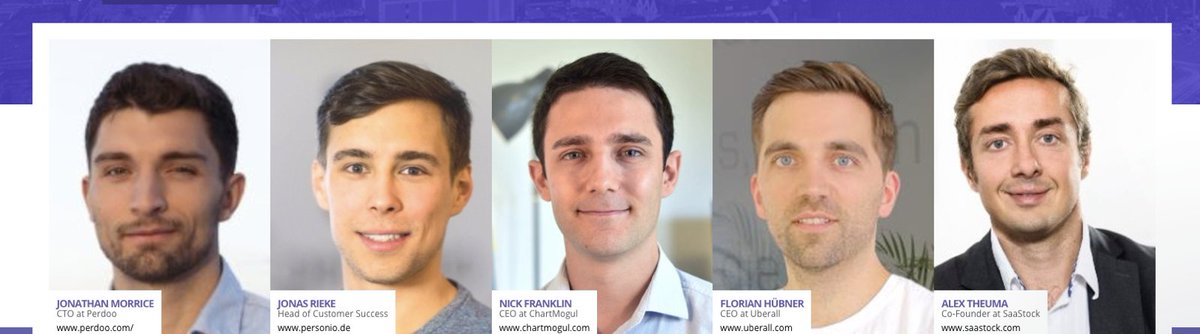 JONATHAN MORRICE
CTO at Perdoo
www.perdoo.com/
JONAS RIEKE
Head of Customer Success
www.personio.de
NICK FRANKLIN
CEO at ChartMogul
www.chartmogul.com
FLORIAN HÜBNER
CEO at Uberall
www.uberall.com
ALEX THEUMA
Co-Founder at SaaStock
www.saastock.com